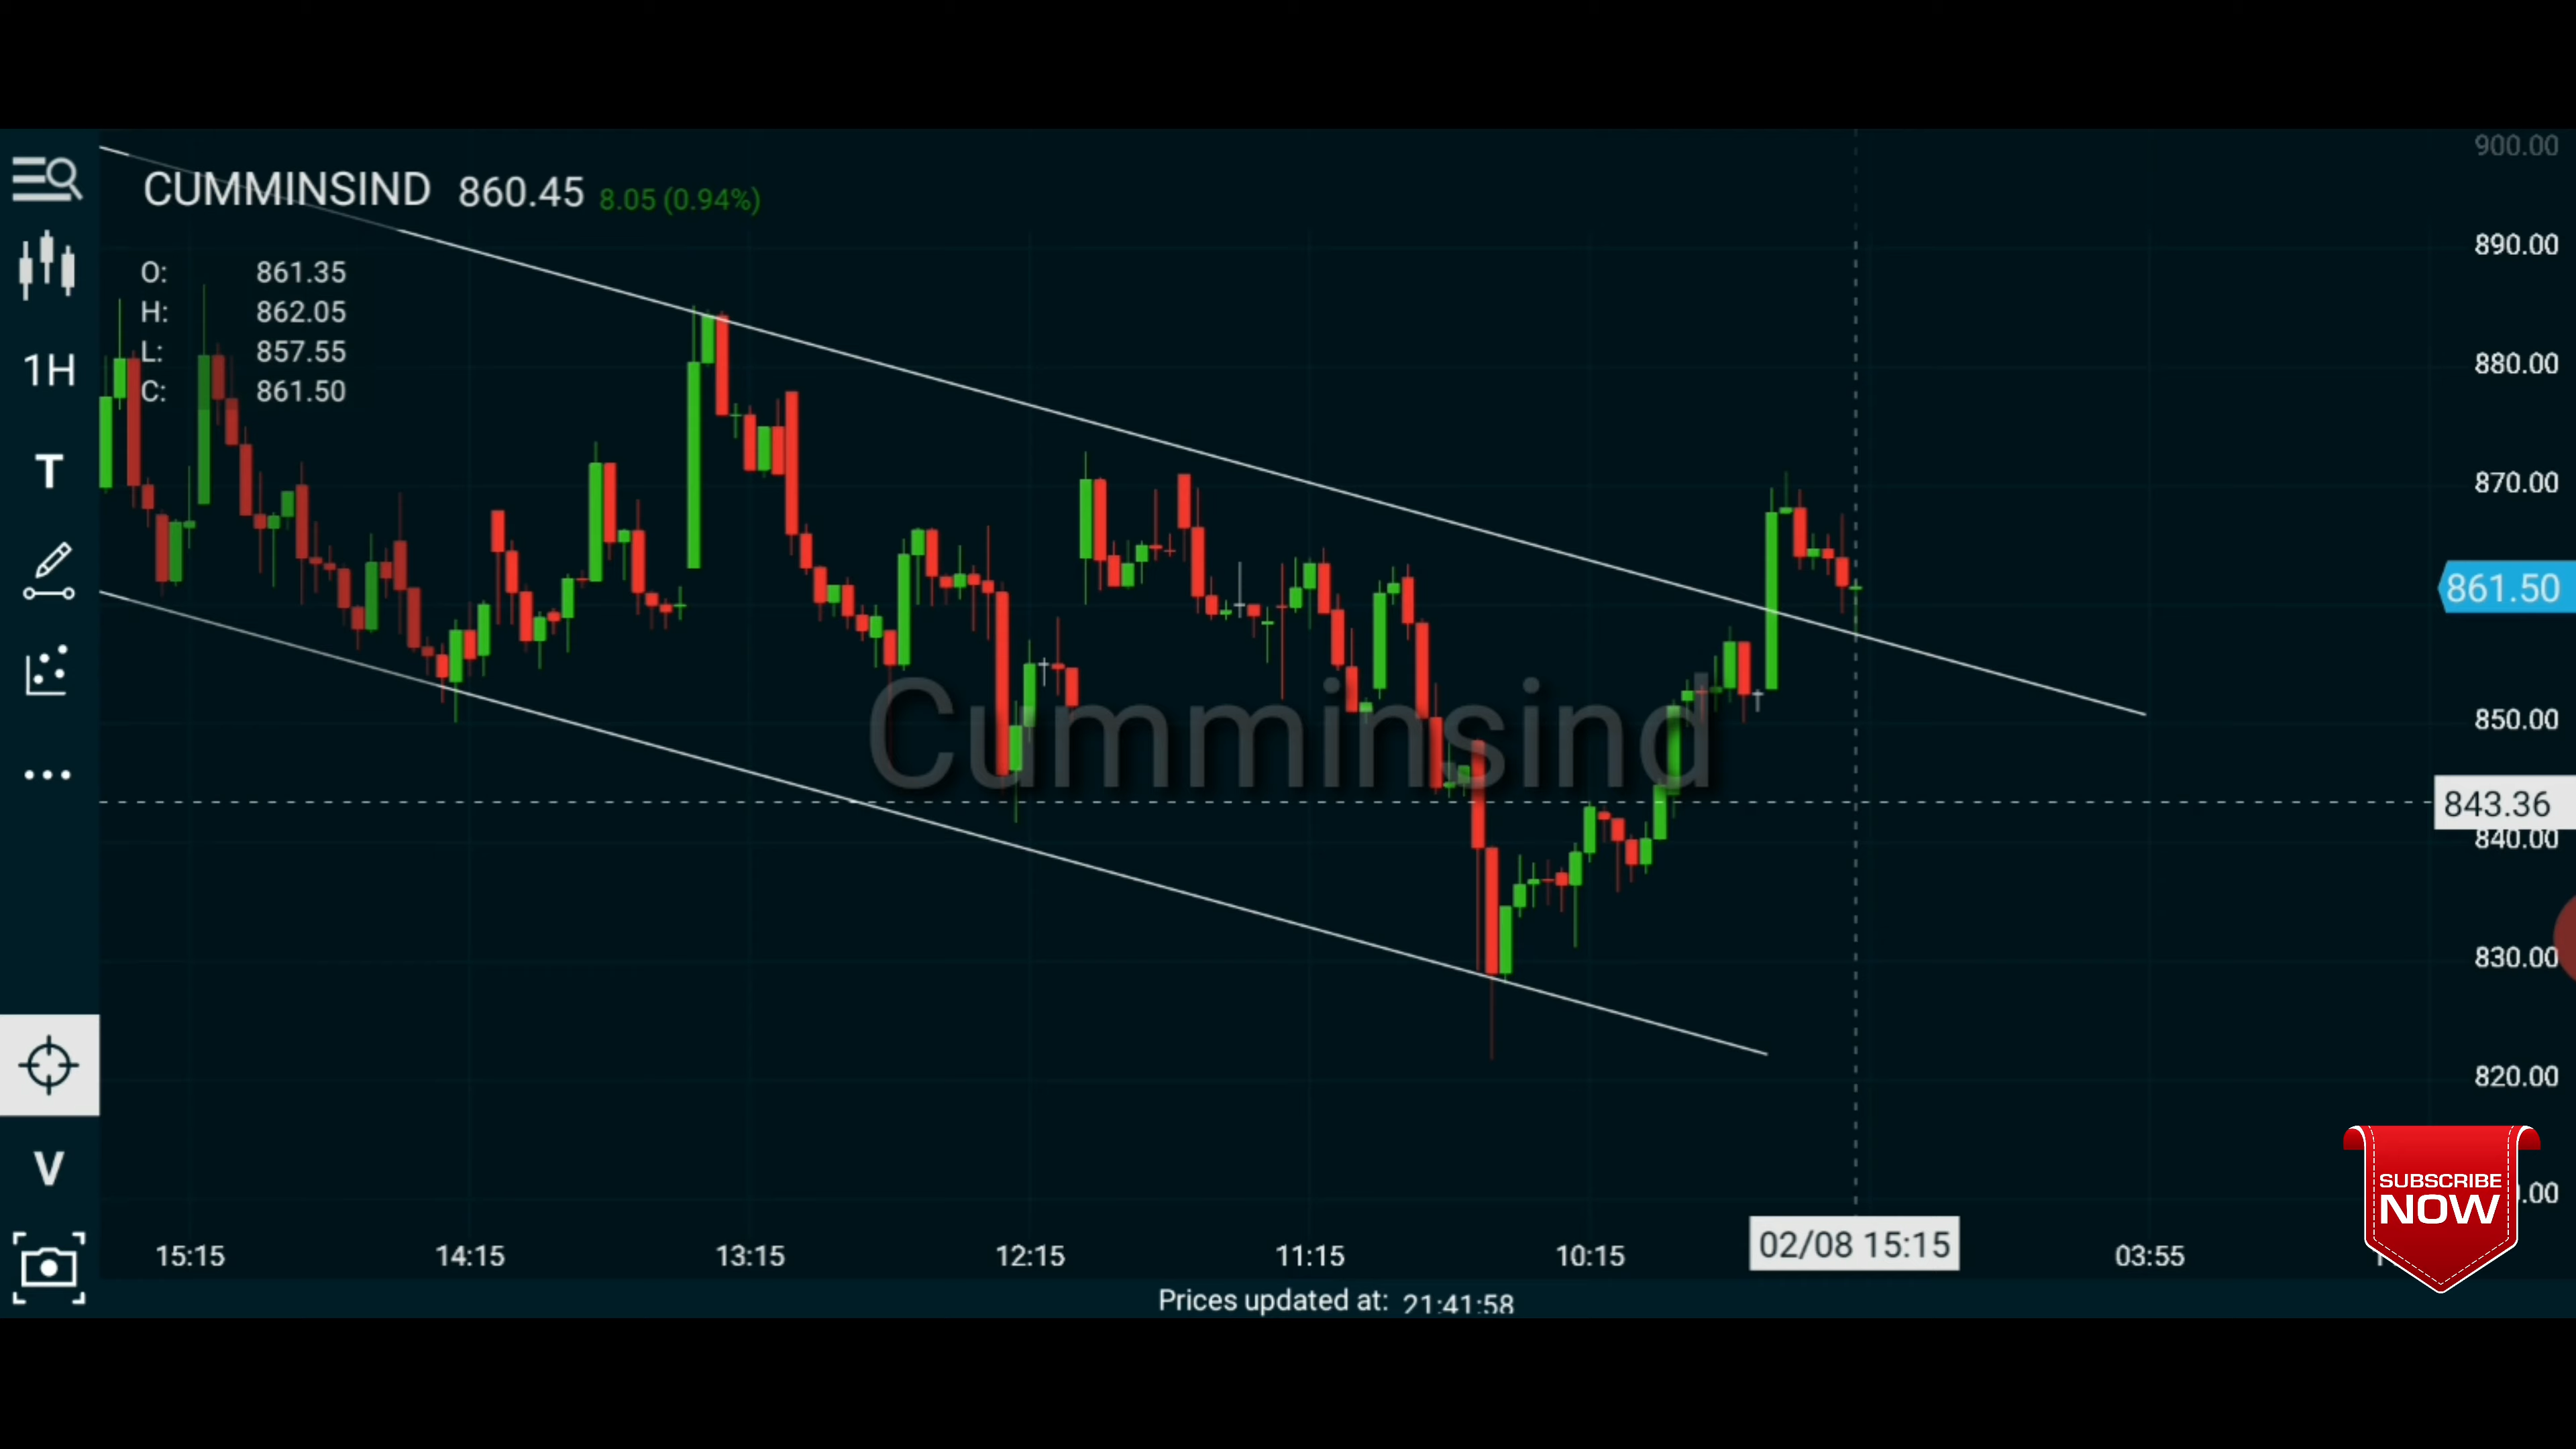 900.00
CUMMINSIND 860.45 8.05 (0.94%)
890.00
O: 861.35
H: 862.05
L: 857.55
C: 861.50
1H
880.00
T
870.00
861.50
Cumminsind
850.00
843.36
840.00
830.00
820.00
SUBSCRIBE
NOW
.00
V
15:15 14:15 13:15 12:15 11:15 10:15 02/08 15:15 03:55
Prices updated at: 21:41:58